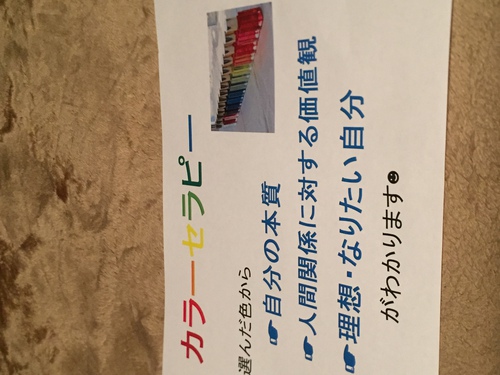 カラーセラピー
選んだ色から
☛自分の本質
☛人間関係に対する価値観
☛理想・なりたい自分
がわかります☻